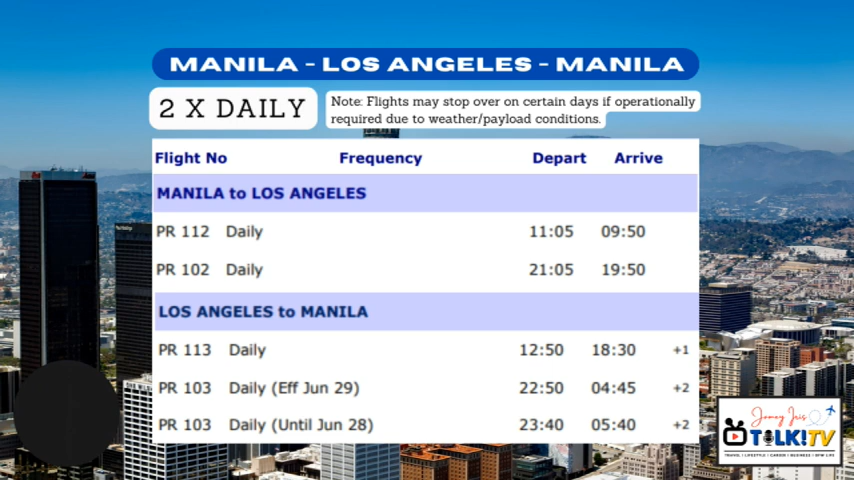 MANILA - LOS ANGELES - MANILA
2 X DAILY
Note: Flights may stop over on certain days if operationally
required due to weather/payload conditions.
Flight No Frequency Depart Arrive
MANILA to LOS ANGELES
PR 112 Daily 11:05 09:50
PR 102 Daily 21:05 19:50
LOS ANGELES to MANILA
PR 113 Daily 12:50 18:30 +1
PR 103 Daily (Eff Jun 29) 22:50 04:45 +2
PR 103 Daily (Until Jun 28) 23:40 05:40 +2
TALK!TV